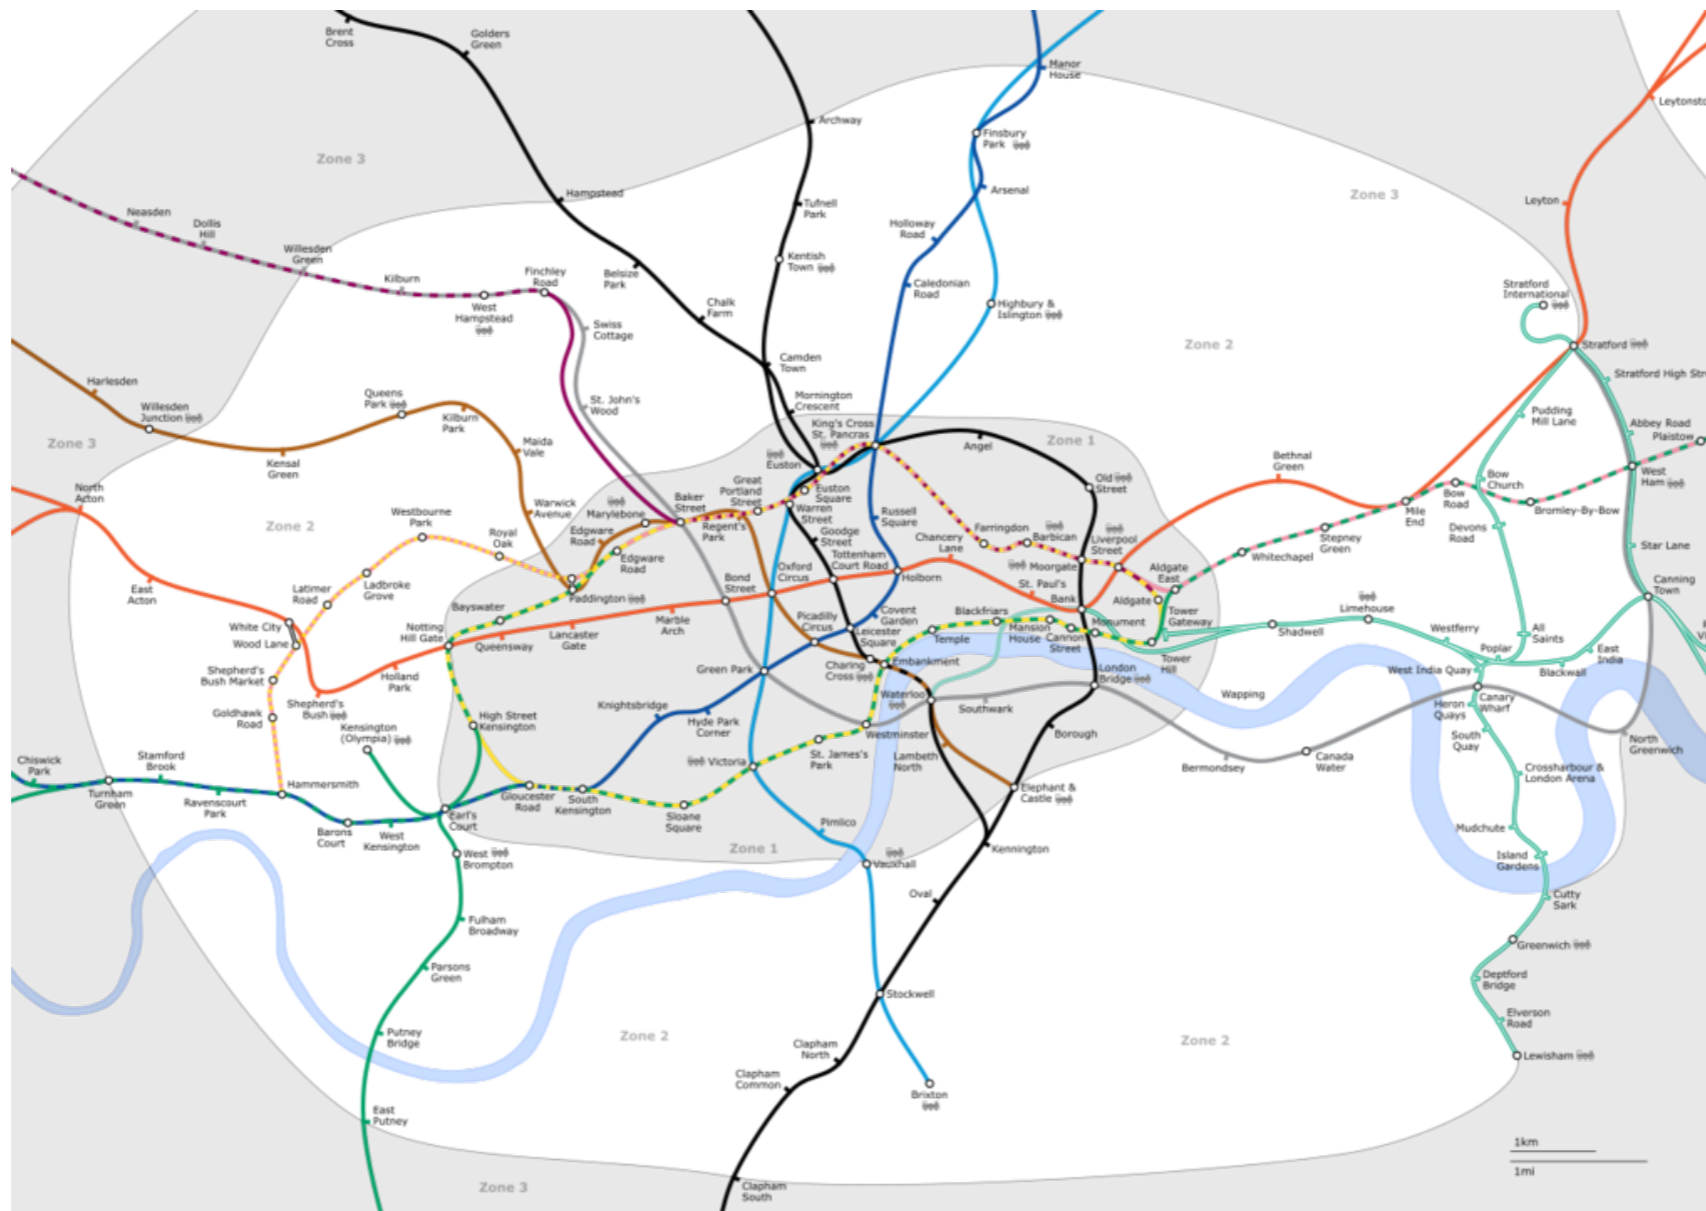 Brent
Cross
Golders
Green
Manor
House
Leytonsto
Archway
Finsbury
Park
Zone 3
Hampstead
Arsenal
Zone 3
Leyton
Neasden
Dollis
Hill
Tufnell
Park
Holloway
Road
Willesden
Green
Kilburn
Finchley
Road
Belsize
Park
Kentish
Town
Caledonian
Road
Stratford
International
West
Hampstead
Swiss
Cottage
Chalk
Farm
Highbury &
Islington
Zone 2
Stratford
Camden
Town
Stratford High Str
Harlesden
Willesden
Junction
Queens
Park
Kilburn
Park
St. John's
Wood
Mornington
Crescent
King's Cross
St. Pancras
Pudding
Mill Lane
Abbey Road
Plaistow
Zone 3
Kensal
Green
Maida
Vale
Angel
Zone 1
Euston
Bethnal
Green
West
Ham
North
Acton
Zone 2
Westbourne
Park
Warwick
Avenue
Marylebone
Baker
Street
Great
Portland
Street
Euston
Square
Old
Street
Bow
Road
Bow
Church
Bromley-By-Bow
Mile
End
Royal
Oak
Edgware
Road
Regent's
Park
Warren
Street
Goodge
Street
Russell
Square
Farringdon
Barbican
Liverpool
Street
Stepney
Green
Devons
Road
Star Lane
East
Acton
Latimer
Road
Ladbroke
Grove
Edgware
Road
Paddington
Bond
Street
Oxford
Circus
Tottenham
Court Road
Chancery
Lane
Holborn
Moorgate
Whitechapel
Aldgate
East
Canning
Town
White City
Wood Lane
Notting
Hill Gate
Bayswater
Queensway
Lancaster
Gate
Marble
Arch
Picadilly
Circus
Covent
Garden
Leicester
Square
St. Paul's
Bank
Blackfriars
Mansion
House
Cannon
Street
Monument
Aldgate
Tower
Gateway
Limehouse
Shadwell
Westferry
Poplar
All
Saints
East
India
Blackwall
Temple
Tower
Hill
Shepherd's
Bush Market
Holland
Park
Green Park
Charing
Cross
Embankment
London
Bridge
West India Quay
Goldhawk
Road
Shepherd's
Bush
Kensington
(Olympia)
High Street
Kensington
Knightsbridge
Hyde Park
Corner
Waterloo
Southwark
Wapping
Heron
Quays
Canary
Wharf
Westminster
Borough
South
Quay
North
Greenwich
Chiswick
Park
Stamford
Brook
Turnham
Green
Ravenscourt
Park
Hammersmith
Victoria
St. James's
Park
Lambeth
North
Bermondsey
Canada
Water
Crossharbour &
London Arena
Barons
Court
West
Kensington
Earl's
Court
Gloucester
Road
South
Kensington
Sloane
Square
Elephant &
Castle
Pimlico
Mudchute
West
Brompton
Zone 1
Vauxhall
Kennington
Island
Gardens
Oval
Cutty
Sark
Fulham
Broadway
Greenwich
Parsons
Green
Stockwell
Deptford
Bridge
Putney
Bridge
Zone 2
Clapham
North
Zone 2
Elverson
Road
Lewisham
Clapham
Common
Brixton
East
Putney
1km
1mi
Zone 3
Clapham
South